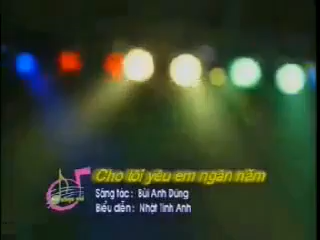 Cho tôi yêu em ngàn năm
Sáng tác : Bùi Anh Dũng
Biểu diễn : Nhật Tinh Anh